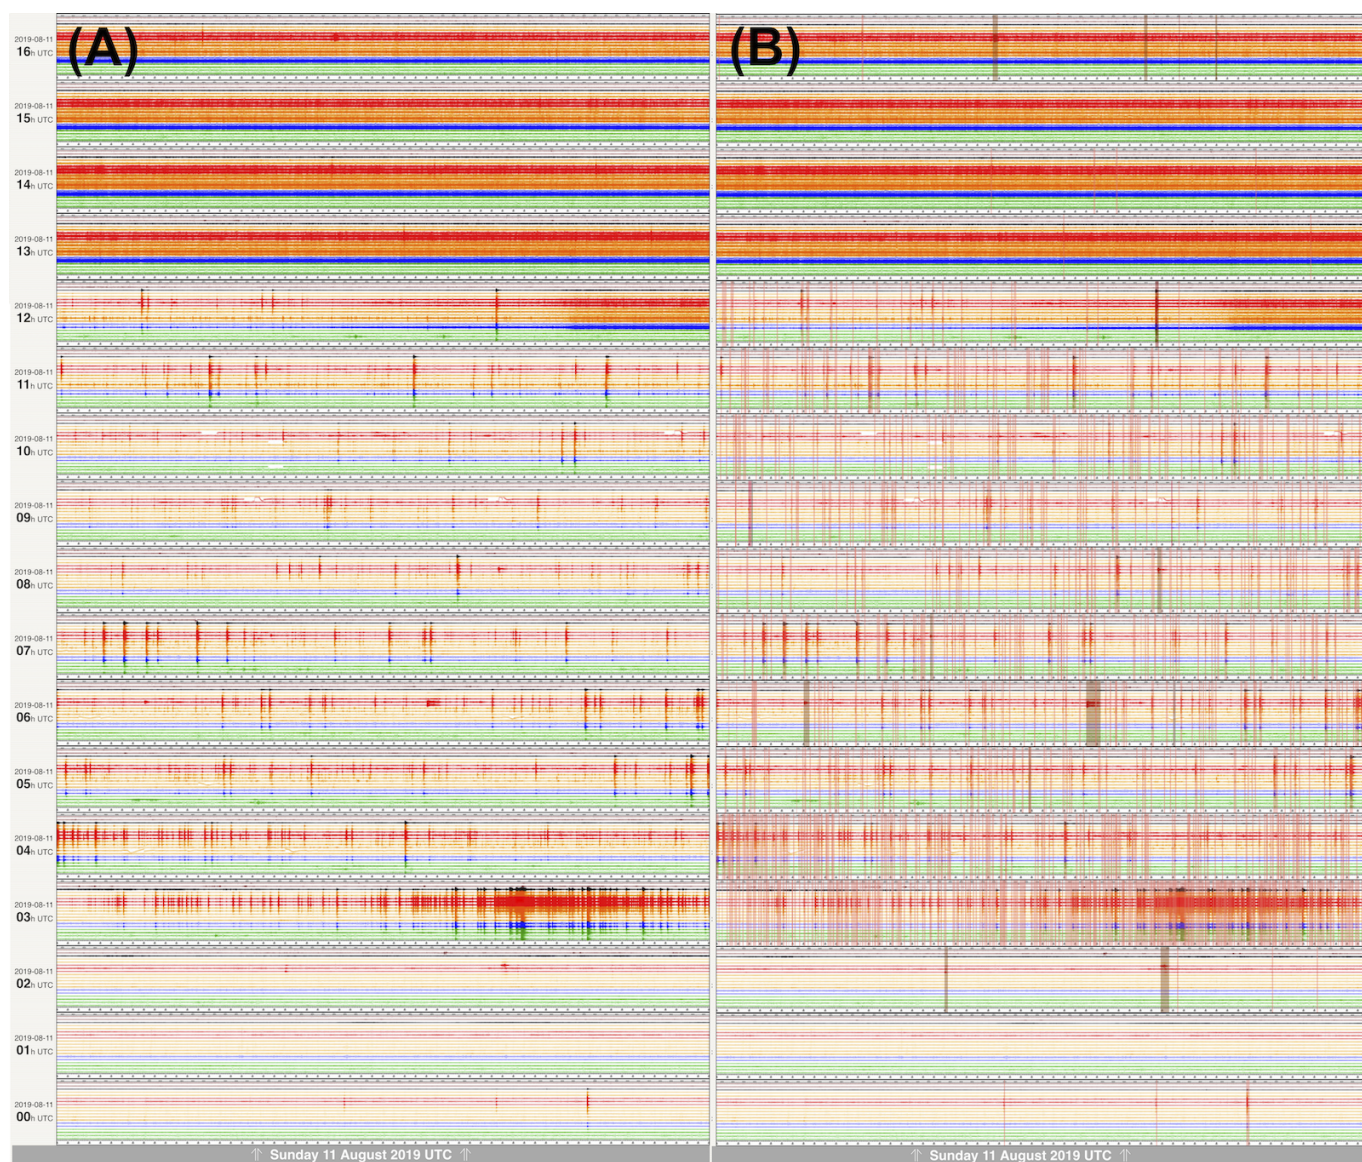 (A) (B)
2019-08-11
16h UTC
2019-08-11
15h UTC
2019-08-11
14h UTC
2019-08-11
13h UTC
2019-08-11
12h UTC
2019-08-11
11h UTC
2019-08-11
10h UTC
2019-08-11
09h UTC
2019-08-11
08h UTC
2019-08-11
07h UTC
2019-08-11
06h UTC
2019-08-11
05h UTC
2019-08-11
04h UTC
2019-08-11
03h UTC
2019-08-11
02h UTC
2019-08-11
01h UTC
2019-08-11
00h UTC
⇑ Sunday 11 August 2019 UTC ⇑ ⇑ Sunday 11 August 2019 UTC ⇑